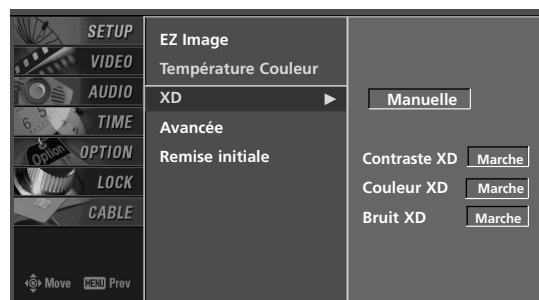 SETUP
VIDEO
AUDIO
TIME
OPTION
LOCK
CABLE
Move MENU Prev
EZ Image
Température Couleur
XD
Avancée
Remise initiale
Manuelle
Contraste XD Marche
Couleur XD Marche
Bruit XD Marche